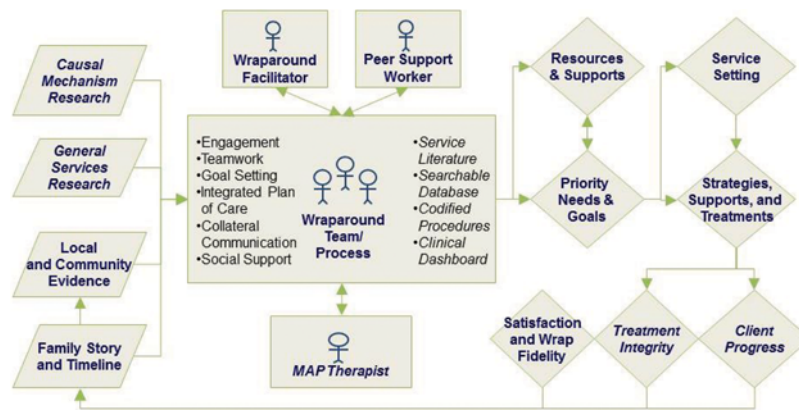 Causal
Mechanism
Research
General
Services
Research
Local
and Community
Evidence
Family Story
and Timeline
Wraparound
Facilitator
Peer Support
Worker
•Engagement
•Teamwork
•Goal Setting
•Integrated Plan
of Care
•Collateral
Communication
•Social Support
Wraparound
Team/
Process
•Service
Literature
•Searchable
Database
•Codified
Procedures
•Clinical
Dashboard
MAP Therapist
Resources
& Supports
Priority
Needs &
Goals
Service
Setting
Strategies,
Supports, and
Treatments
Satisfaction
and Wrap
Fidelity
Treatment
Integrity
Client
Progress